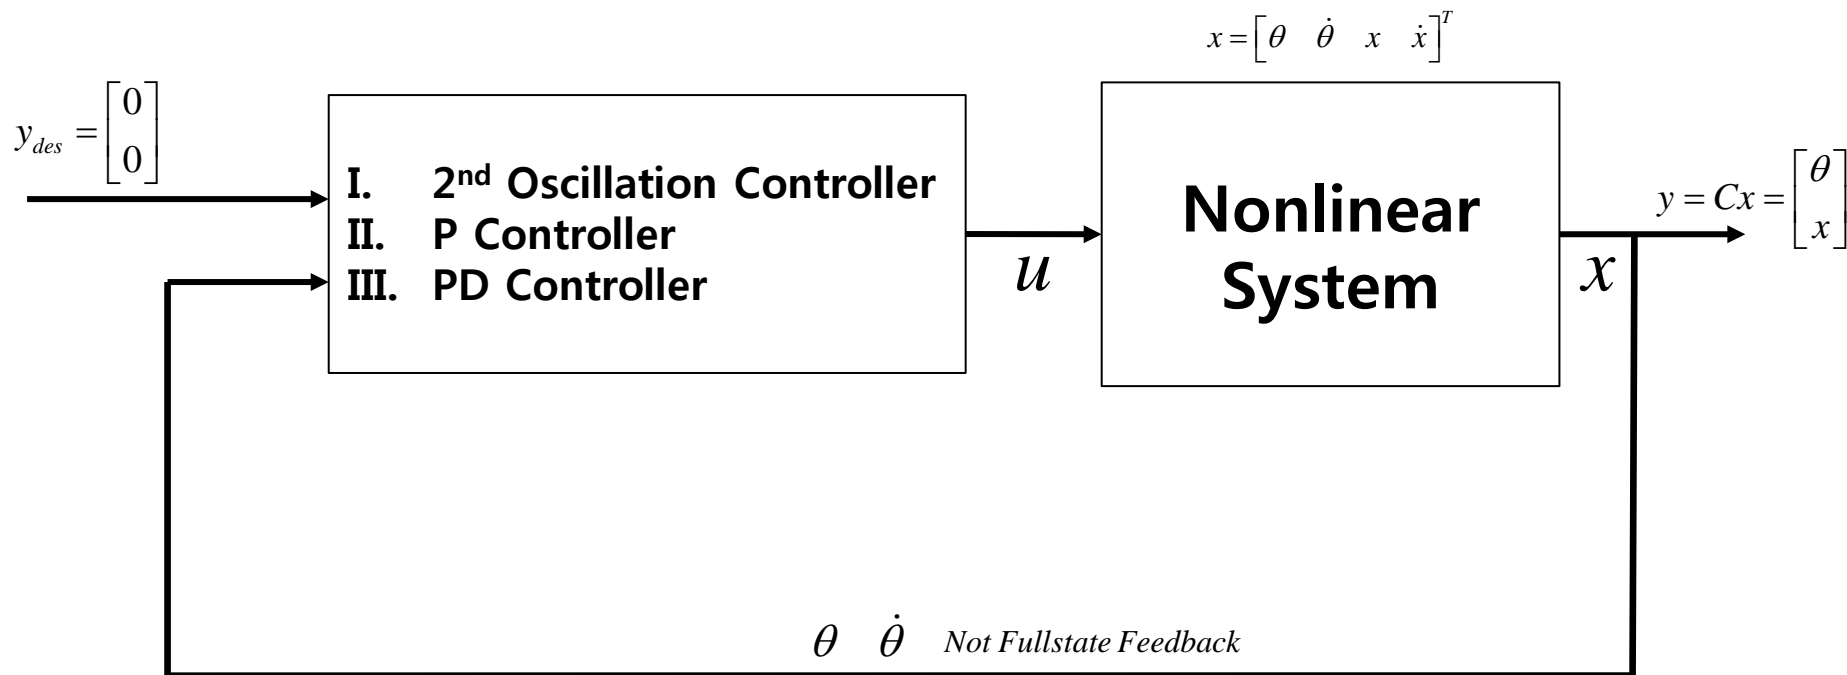 x = [θ θ̇ x ẋ]ᵀ
y_des = [0 0]
I. 2nd Oscillation Controller
II. P Controller
III. PD Controller
u
Nonlinear
System
x
y = Cx = [θ x]
θ θ̇ Not Fullstate Feedback